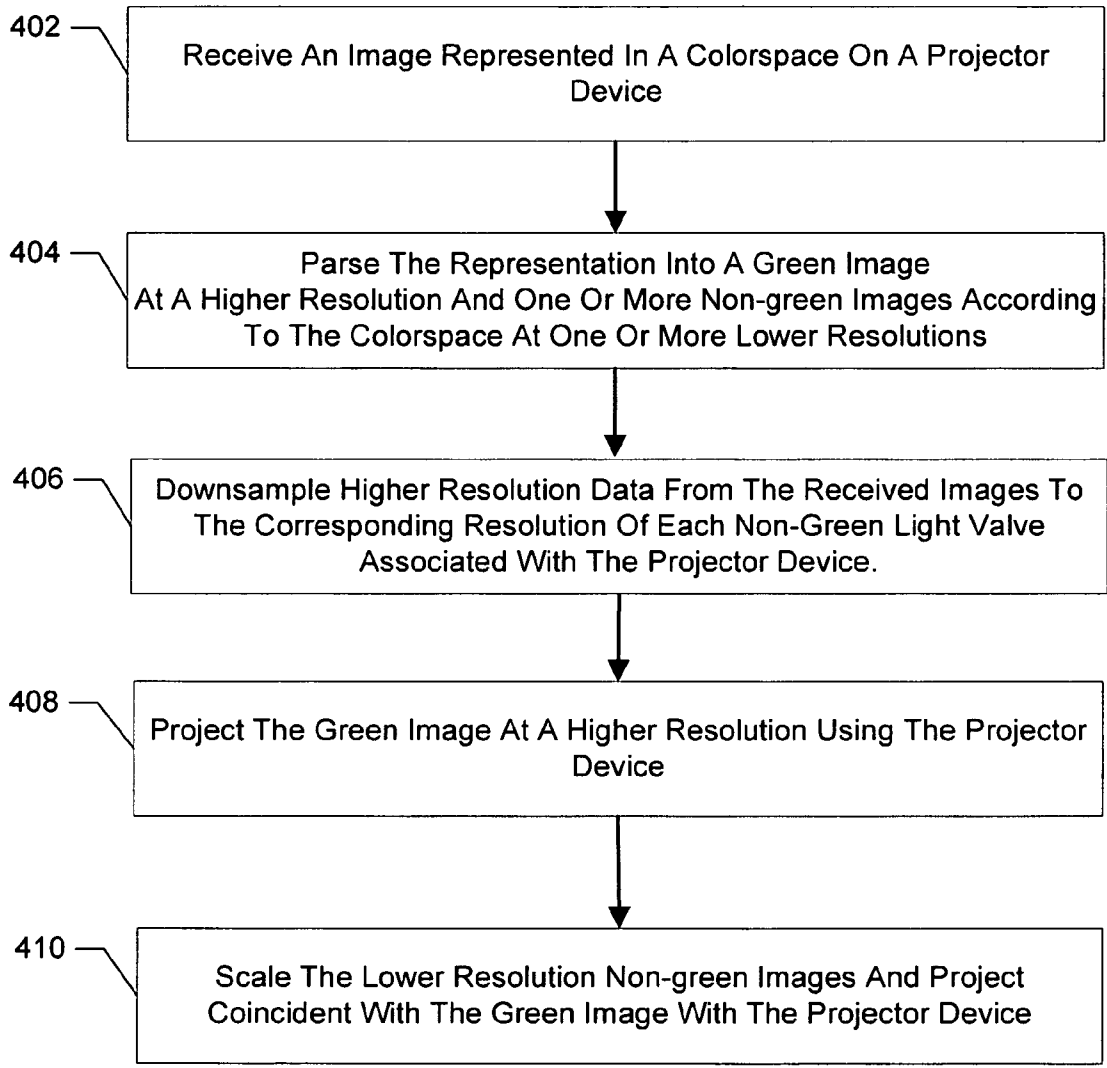 402
Receive An Image Represented In A Colorspace On A Projector
Device
404
Parse The Representation Into A Green Image
At A Higher Resolution And One Or More Non-green Images According
To The Colorspace At One Or More Lower Resolutions
406
Downsample Higher Resolution Data From The Received Images To
The Corresponding Resolution Of Each Non-Green Light Valve
Associated With The Projector Device.
408
Project The Green Image At A Higher Resolution Using The Projector
Device
410
Scale The Lower Resolution Non-green Images And Project
Coincident With The Green Image With The Projector Device